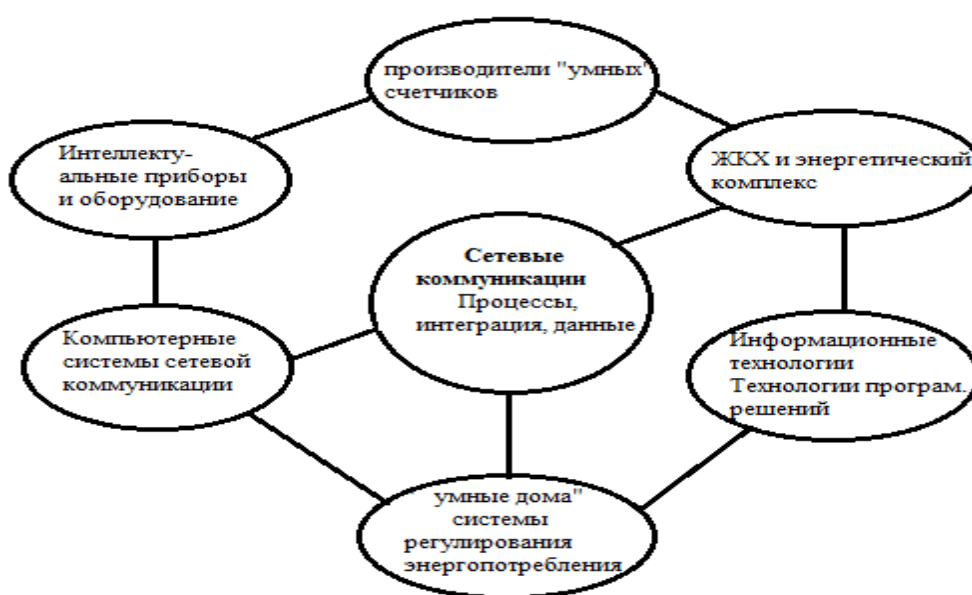 производители "умных"
счетчиков
Интеллекту-
альные приборы
и оборудование
ЖКХ и энергетический
комплекс
Сетевые
коммуникации
Процессы,
интеграция, данные
Компьютерные
системы сетевой
коммуникации
Информационные
технологии
Технологии програм.
решений
"умные дома"
системы
регулирования
энергопотребления